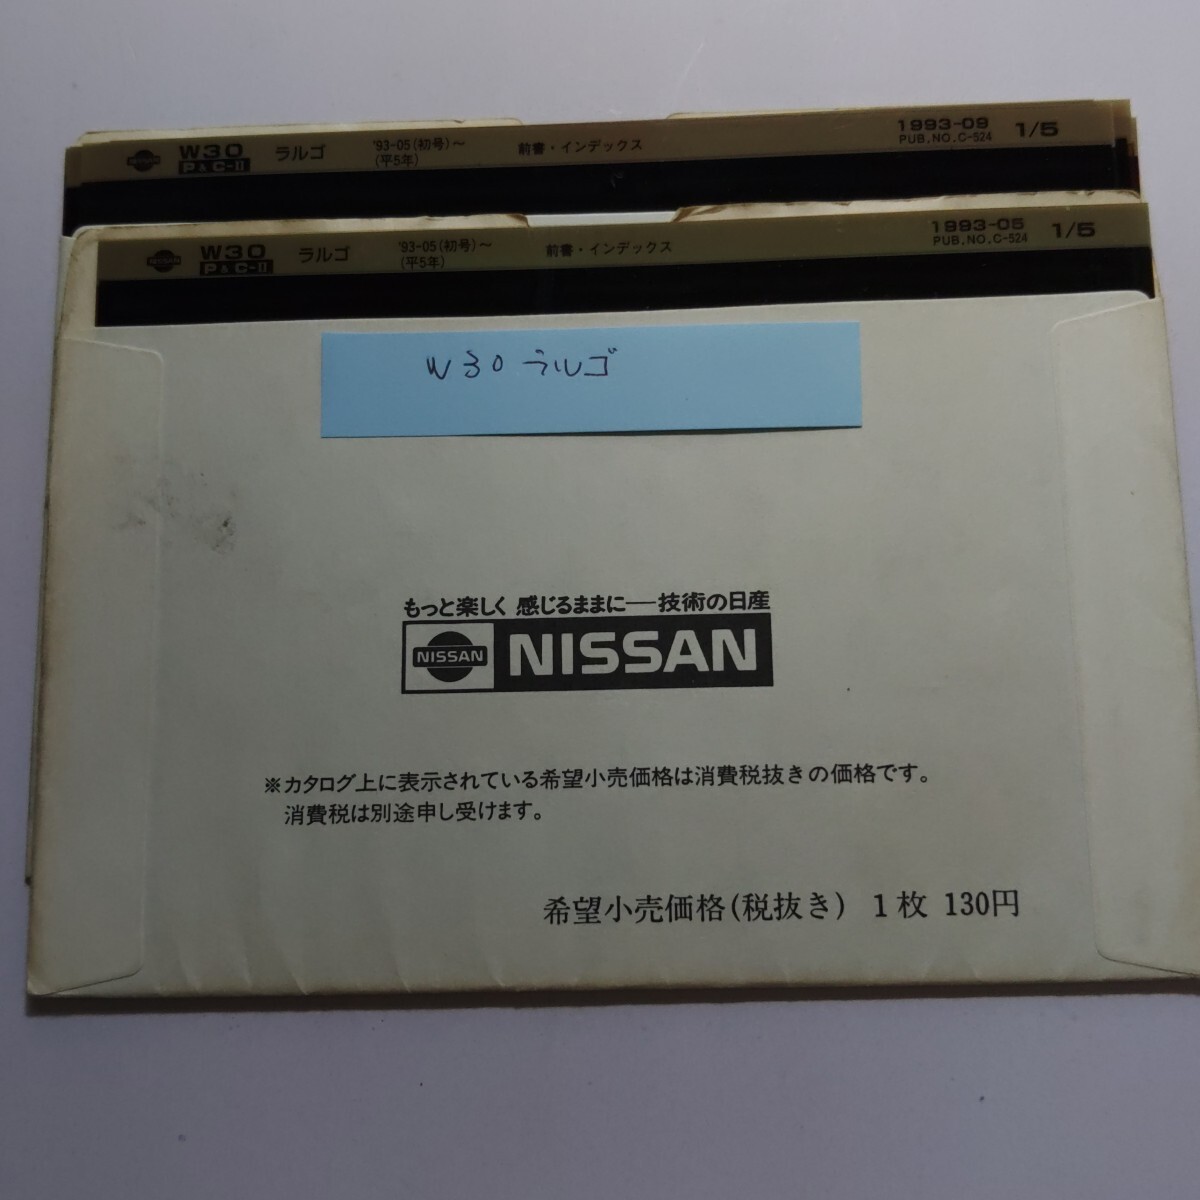 NISSAN W30 ラルゴ '93-05(初号)～ 前書・インデックス 1993-09 1/5
P&C-II (平5年) PUB.NO.C-524
NISSAN W30 ラルゴ '93-05(初号)～ 前書・インデックス 1993-05 1/5
P&C-II (平5年) PUB.NO.C-524
W30 ラルゴ
もっと楽しく 感じるままに─技術の日産
NISSAN NISSAN
※カタログ上に表示されている希望小売価格は消費税抜きの価格です。
消費税は別途申し受けます。
希望小売価格(税抜き) 1枚 130円